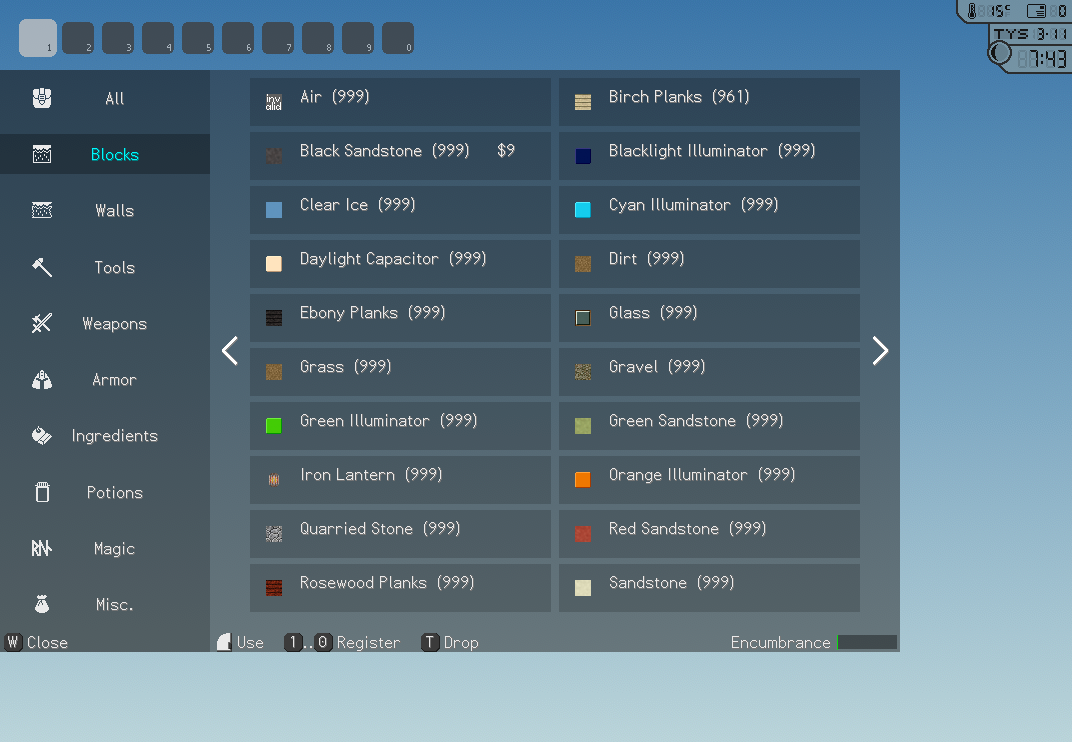 1 2 3 4 5 6 7 8 9 0
15°C 0
TYS 13·11
7:43
All
Blocks
Walls
Tools
Weapons
Armor
Ingredients
Potions
Magic
Misc.
inv
alid
Air (999)
Birch Planks (961)
Black Sandstone (999) $9
Blacklight Illuminator (999)
Clear Ice (999)
Cyan Illuminator (999)
Daylight Capacitor (999)
Dirt (999)
Ebony Planks (999)
Glass (999)
Grass (999)
Gravel (999)
Green Illuminator (999)
Green Sandstone (999)
Iron Lantern (999)
Orange Illuminator (999)
Quarried Stone (999)
Red Sandstone (999)
Rosewood Planks (999)
Sandstone (999)
W Close
Use 1..0 Register T Drop
Encumbrance